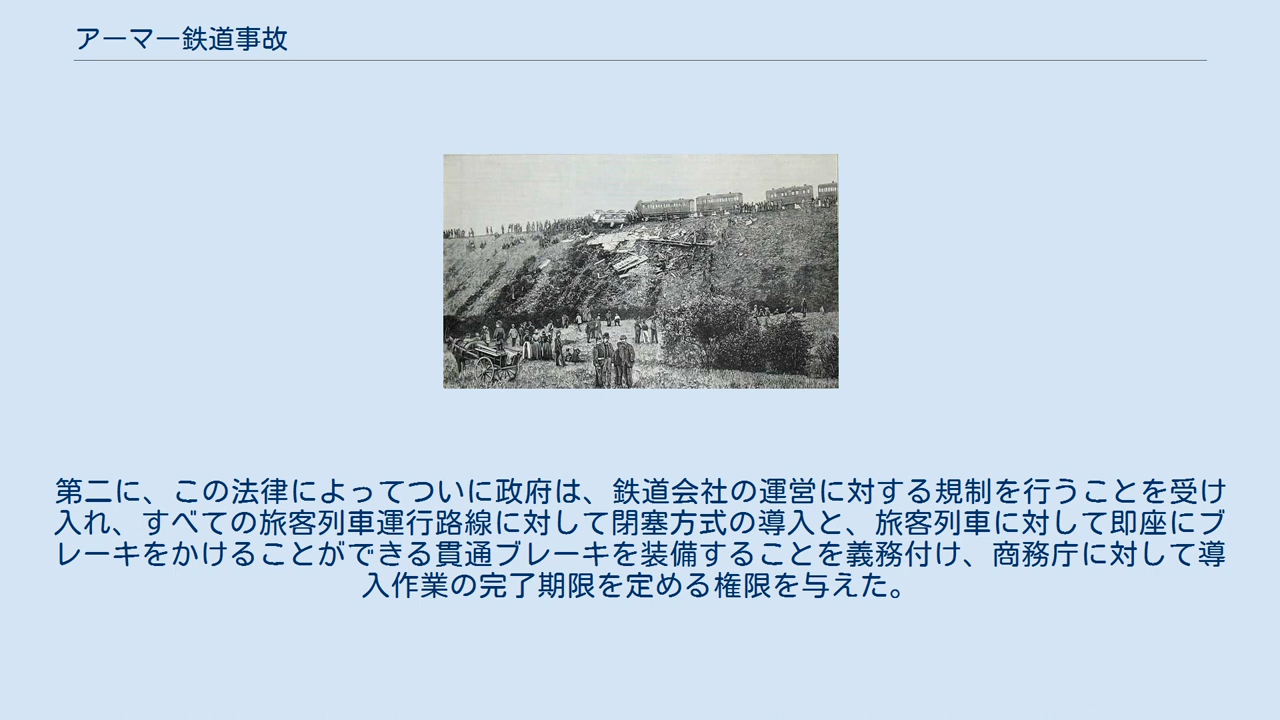 アーマー鉄道事故
第二に、この法律によってついに政府は、鉄道会社の運営に対する規制を行うことを受け
入れ、すべての旅客列車運行路線に対して閉塞方式の導入と、旅客列車に対して即座にブ
レーキをかけることができる貫通ブレーキを装備することを義務付け、商務庁に対して導
入作業の完了期限を定める権限を与えた。